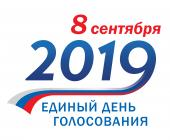 8 сентября
2019
ЕДИНЫЙ ДЕНЬ
ГОЛОСОВАНИЯ